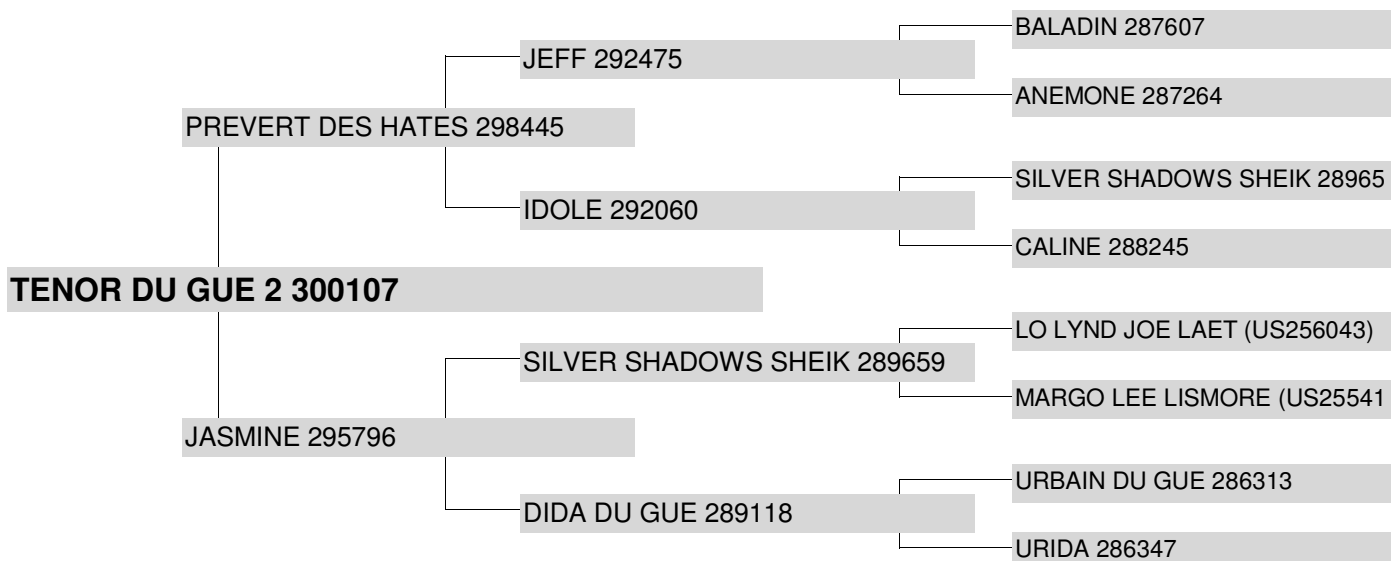 BALADIN 287607
JEFF 292475
ANEMONE 287264
PREVERT DES HATES 298445
SILVER SHADOWS SHEIK 28965
IDOLE 292060
CALINE 288245
TENOR DU GUE 2 300107
LO LYND JOE LAET (US256043)
SILVER SHADOWS SHEIK 289659
MARGO LEE LISMORE (US25541
JASMINE 295796
URBAIN DU GUE 286313
DIDA DU GUE 289118
URIDA 286347